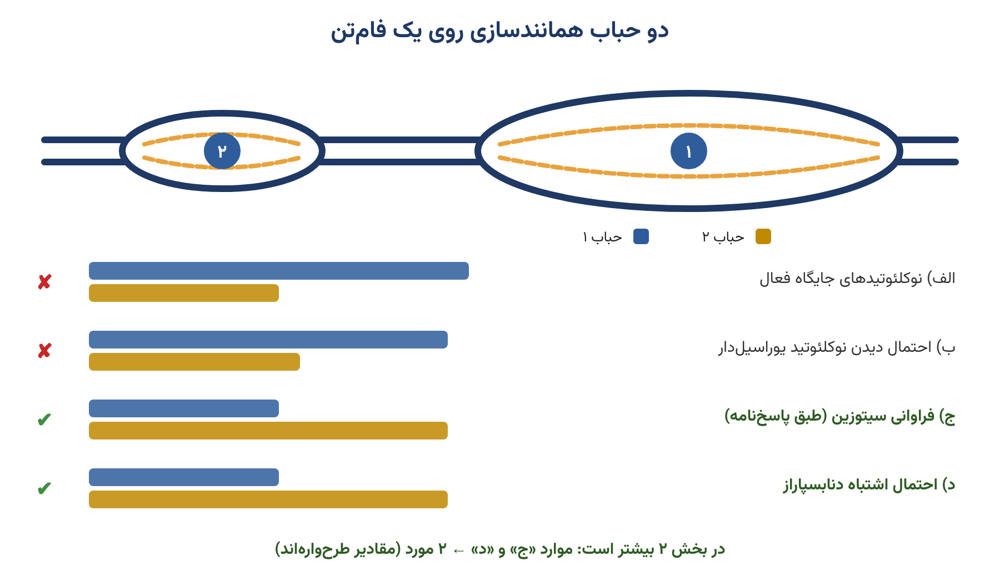 دو حباب همانندسازی روی یک فام‌تن
۱
۲
حباب ۲
حباب ۱
الف) نوکلئوتیدهای جایگاه فعال
✘
ب) احتمال دیدن نوکلئوتید یوراسیل‌دار
✘
ج) فراوانی سیتوزین (طبق پاسخ‌نامه)
✔
د) احتمال اشتباه دنابسپاراز
✔
در بخش ۲ بیشتر است: موارد «ج» و «د» ← ۲ مورد (مقادیر طرح‌واره‌اند)